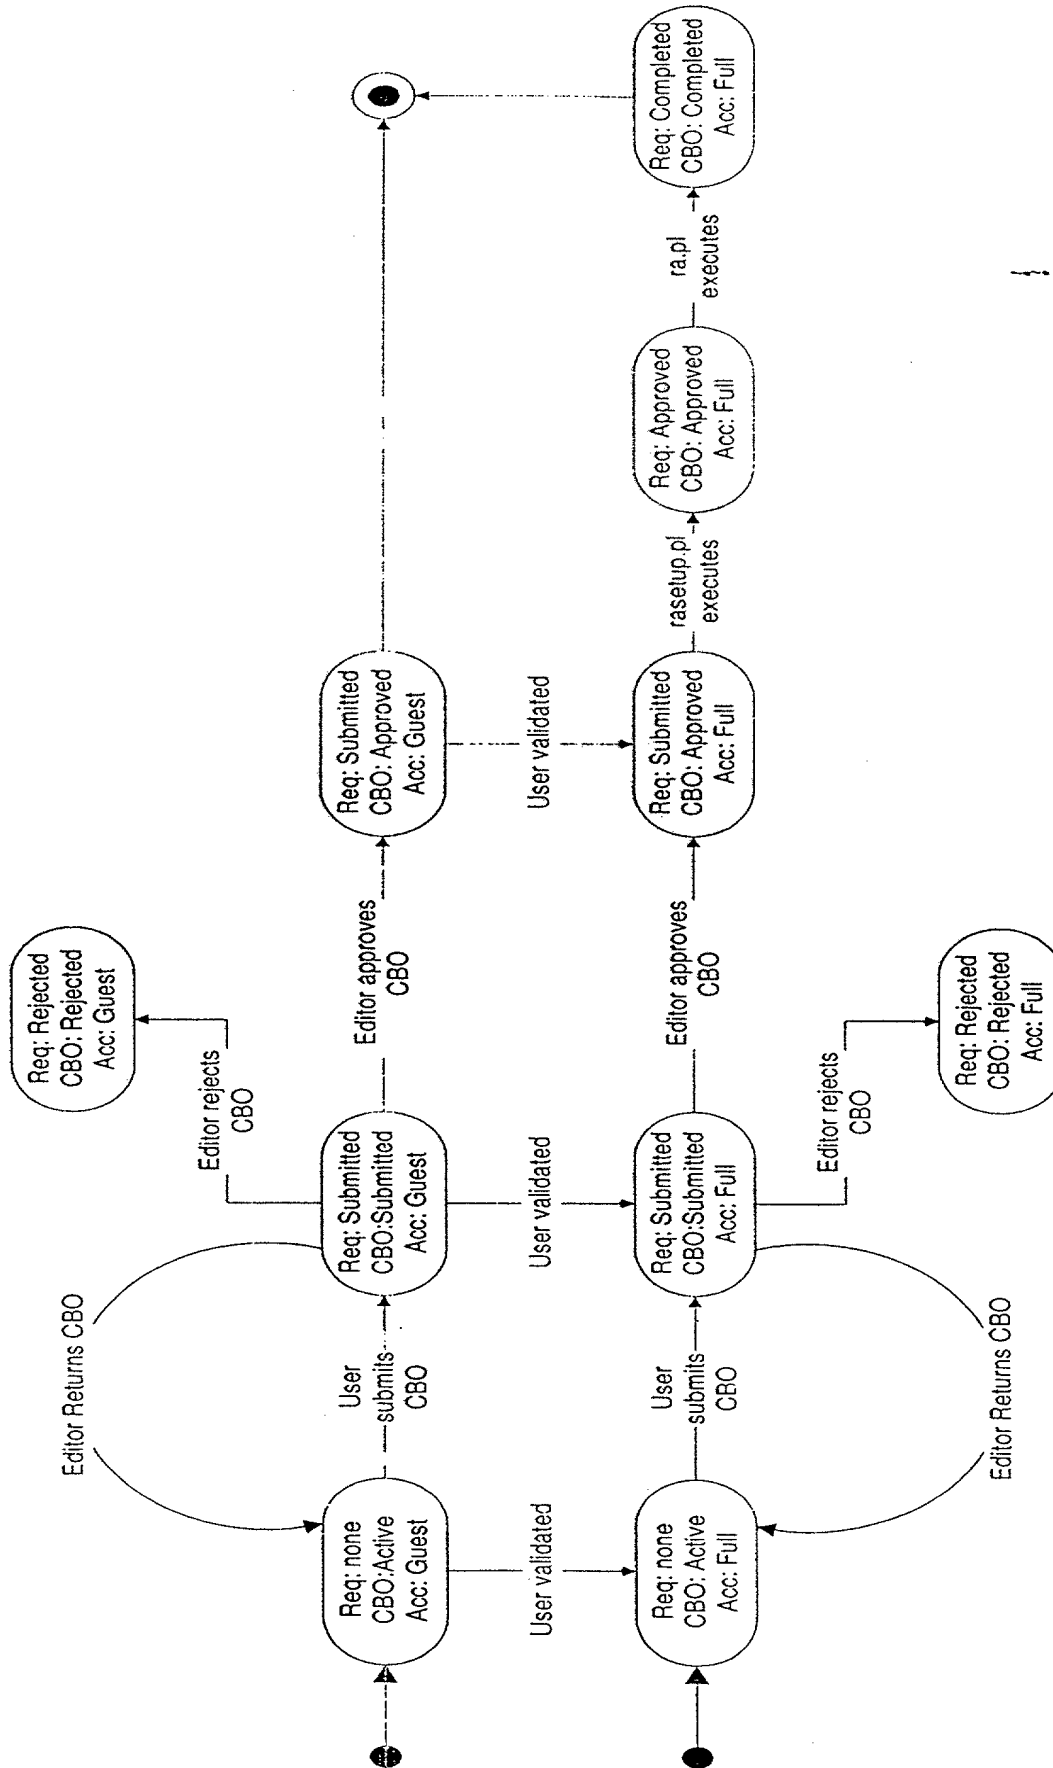 Req: Rejected
CBO: Rejected
Acc: Guest
Editor Returns CBO
Editor rejects
CBO
Req: none
CBO:Active
Acc: Guest
User
submits
CBO
Req: Submitted
CBO:Submitted
Acc: Guest
Editor approves
CBO
Req: Submitted
CBO: Approved
Acc: Guest
User validated
User validated
User validated
Req: none
CBO: Active
Acc: Full
User
submits
CBO
Req: Submitted
CBO:Submitted
Acc: Full
Editor approves
CBO
Req: Submitted
CBO: Approved
Acc: Full
rasetup.pl
executes
Req: Approved
CBO: Approved
Acc: Full
ra.pl
executes
Req: Completed
CBO: Completed
Acc: Full
Editor rejects
CBO
Editor Returns CBO
Req: Rejected
CBO: Rejected
Acc: Full